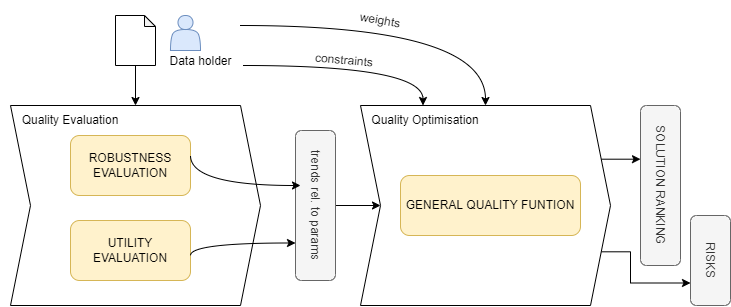 weights
Data holder
constraints
Quality Evaluation
ROBUSTNESS
EVALUATION
UTILITY
EVALUATION
trends rel. to params
Quality Optimisation
GENERAL QUALITY FUNTION
SOLUTION RANKING
RISKS